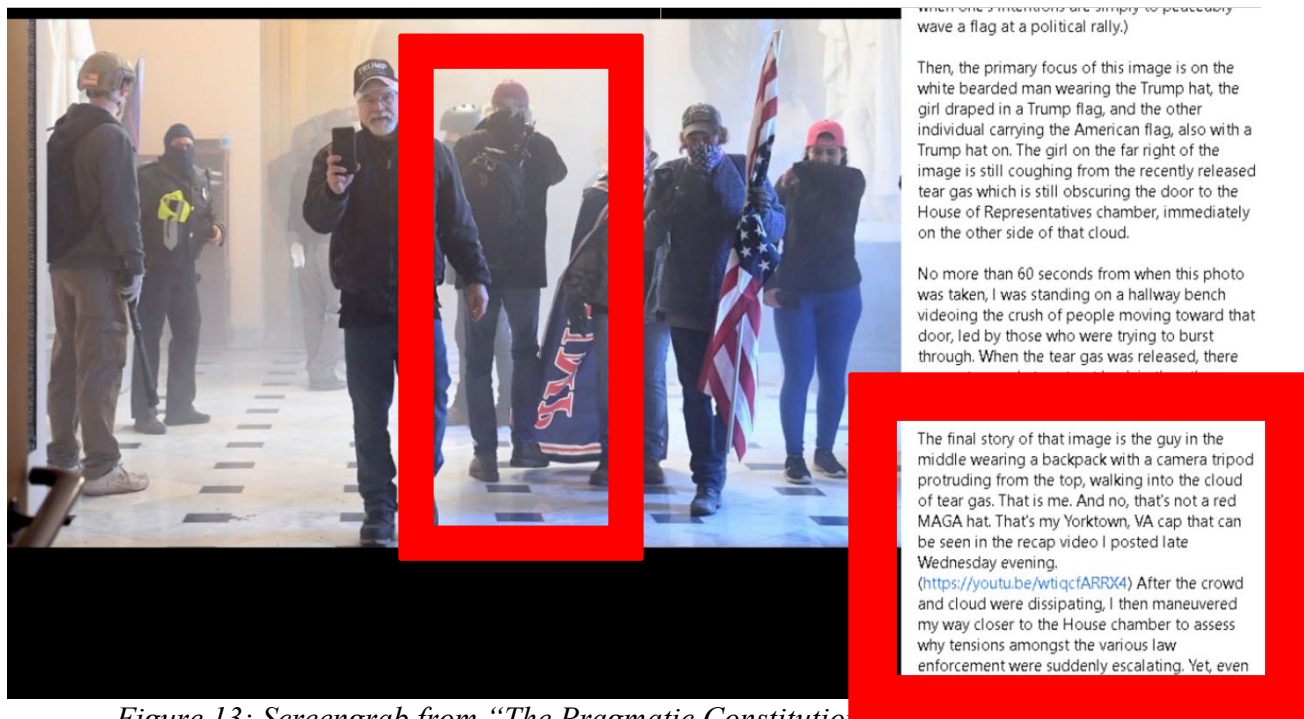 TRUMP
wave a flag at a political rally.)
Then, the primary focus of this image is on the
white bearded man wearing the Trump hat, the
girl draped in a Trump flag, and the other
individual carrying the American flag, also with a
Trump hat on. The girl on the far right of the
image is still coughing from the recently released
tear gas which is still obscuring the door to the
House of Representatives chamber, immediately
on the other side of that cloud.
No more than 60 seconds from when this photo
was taken, I was standing on a hallway bench
videoing the crush of people moving toward that
door, led by those who were trying to burst
through. When the tear gas was released, there
The final story of that image is the guy in the
middle wearing a backpack with a camera tripod
protruding from the top, walking into the cloud
of tear gas. That is me. And no, that's not a red
MAGA hat. That's my Yorktown, VA cap that can
be seen in the recap video I posted late
Wednesday evening.
(https://youtu.be/wtiqcfARRX4) After the crowd
and cloud were dissipating, I then maneuvered
my way closer to the House chamber to assess
why tensions amongst the various law
enforcement were suddenly escalating. Yet, even
Figure 13: Screengrab from “The Pragmatic